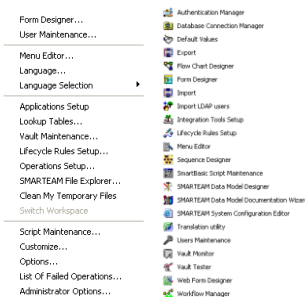 Form Designer...
User Maintenance...
Menu Editor...
Language...
Language Selection
Applications Setup
Lookup Tables...
Vault Maintenance...
Lifecycle Rules Setup...
Operations Setup...
SMARTEAM File Explorer...
Clean My Temporary Files
Switch Workspace
Script Maintenance...
Customize...
Options...
List Of Failed Operations...
Administrator Options...
Authentication Manager
Database Connection Manager
Default Values
Export
Flow Chart Designer
Form Designer
Import
Import LDAP users
Integration Tools Setup
Lifecycle Rules Setup
Menu Editor
Sequence Designer
SmartBasic Script Maintenance
SMARTEAM Data Model Designer
SMARTEAM Data Model Documentation Wizar
SMARTEAM System Configuration Editor
Translation utility
Users Maintenance
Vault Monitor
Vault Tester
Web Form Designer
Workflow Manager